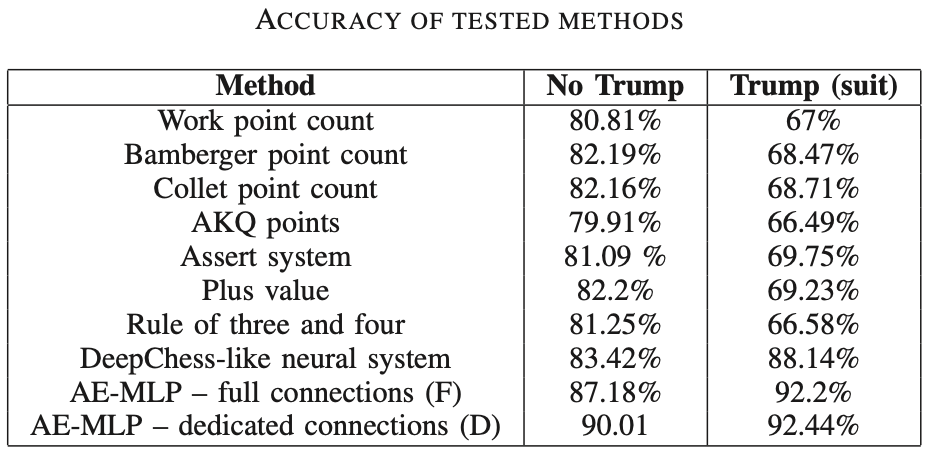 ACCURACY OF TESTED METHODS
Method No Trump Trump (suit)
Work point count 80.81% 67%
Bamberger point count 82.19% 68.47%
Collet point count 82.16% 68.71%
AKQ points 79.91% 66.49%
Assert system 81.09 % 69.75%
Plus value 82.2% 69.23%
Rule of three and four 81.25% 66.58%
DeepChess-like neural system 83.42% 88.14%
AE-MLP – full connections (F) 87.18% 92.2%
AE-MLP – dedicated connections (D) 90.01 92.44%